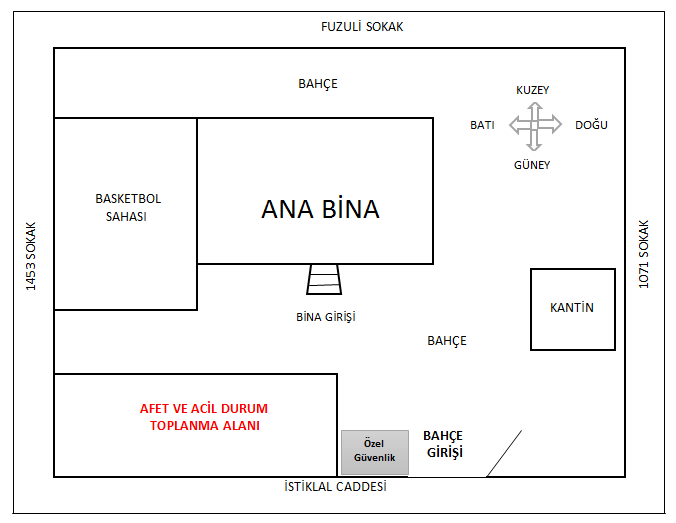 FUZULİ SOKAK
BAHÇE
KUZEY
BATI
DOĞU
GÜNEY
BASKETBOL
SAHASI
ANA BİNA
1453 SOKAK
1071 SOKAK
BİNA GİRİŞİ
KANTİN
BAHÇE
AFET VE ACİL DURUM
TOPLANMA ALANI
Özel
Güvenlik
BAHÇE
GİRİŞİ
İSTİKLAL CADDESİ